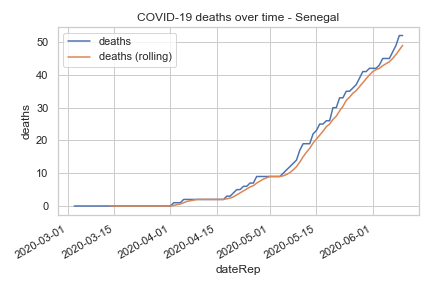 COVID-19 deaths over time - Senegal
deaths
deaths (rolling)
50
40
30
20
10
0
deaths
2020-03-01
2020-03-15
2020-04-01
2020-04-15
2020-05-01
2020-05-15
2020-06-01
dateRep